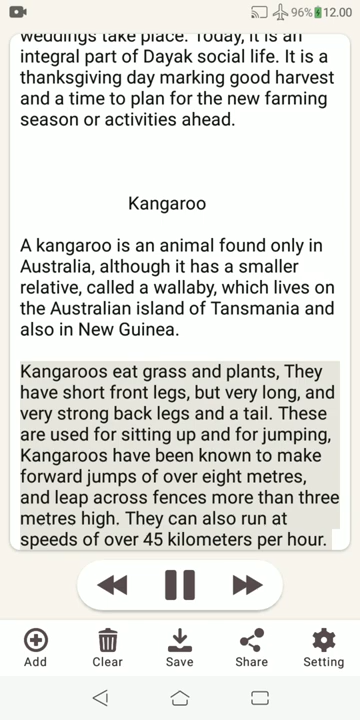 96% 12.00
weddings take place. Today, it is an
integral part of Dayak social life. It is a
thanksgiving day marking good harvest
and a time to plan for the new farming
season or activities ahead.
Kangaroo
A kangaroo is an animal found only in
Australia, although it has a smaller
relative, called a wallaby, which lives on
the Australian island of Tansmania and
also in New Guinea.
Kangaroos eat grass and plants, They
have short front legs, but very long, and
very strong back legs and a tail. These
are used for sitting up and for jumping,
Kangaroos have been known to make
forward jumps of over eight metres,
and leap across fences more than three
metres high. They can also run at
speeds of over 45 kilometers per hour.
Add Clear Save Share Setting